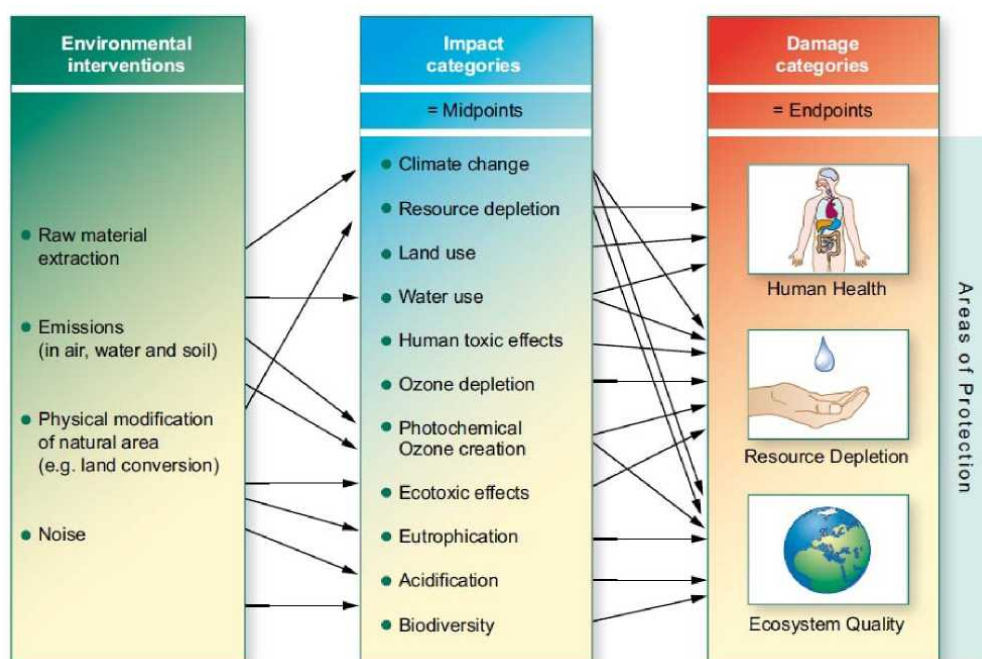 Environmental
interventions
Raw material
extraction
Emissions
(in air, water and soil)
Physical modification
of natural area
(e.g. land conversion)
Noise
Impact
categories
= Midpoints
Climate change
Resource depletion
Land use
Water use
Human toxic effects
Ozone depletion
Photochemical
Ozone creation
Ecotoxic effects
Eutrophication
Acidification
Biodiversity
Damage
categories
= Endpoints
Human Health
Resource Depletion
Ecosystem Quality
Areas of Protection